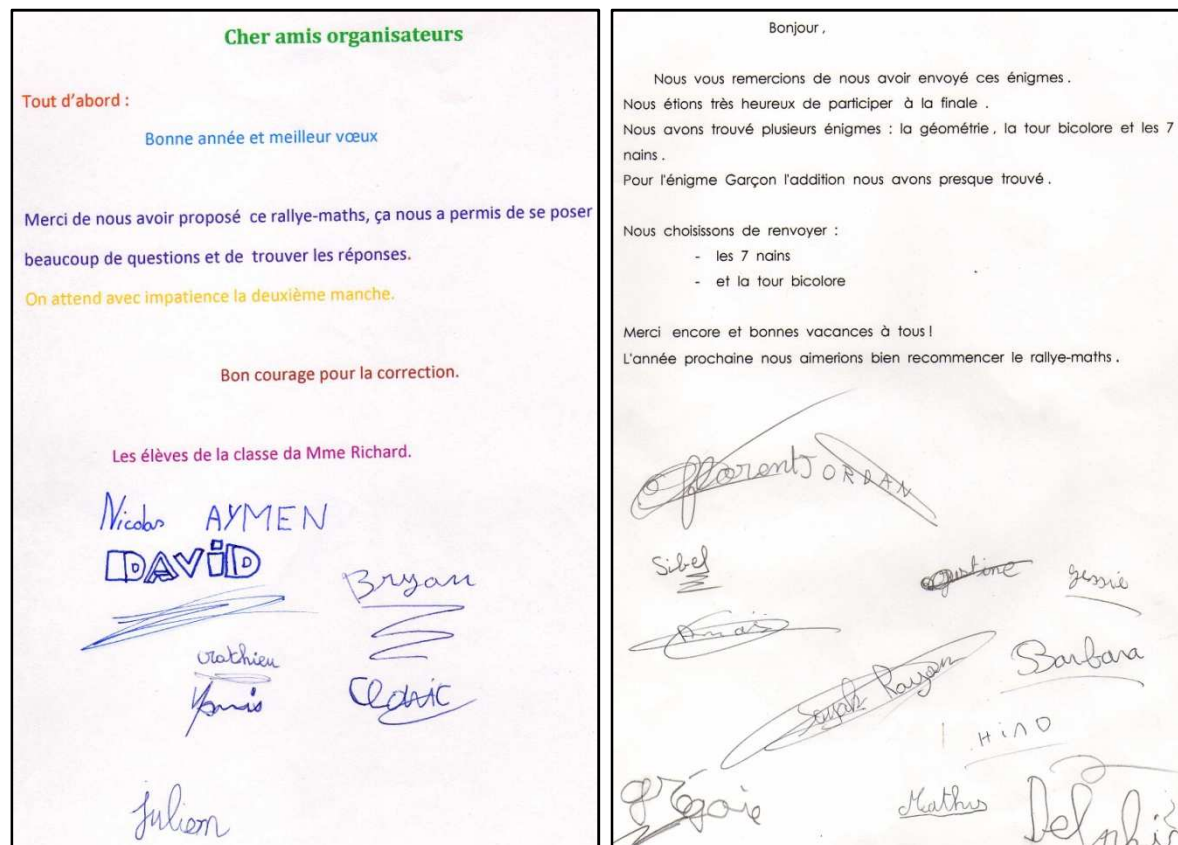 Cher amis organisateurs
Tout d'abord :
Bonne année et meilleur vœux
Merci de nous avoir proposé ce rallye-maths, ça nous a permis de se poser
beaucoup de questions et de trouver les réponses.
On attend avec impatience la deuxième manche.
Bon courage pour la correction.
Les élèves de la classe da Mme Richard.
Nicolas AYMEN
DAVID
Bryan
Mathieu
Yanis Cédric
Juliem
Bonjour,
Nous vous remercions de nous avoir envoyé ces énigmes.
Nous étions très heureux de participer à la finale.
Nous avons trouvé plusieurs énigmes : la géométrie, la tour bicolore et les 7
nains.
Pour l'énigme Garçon l'addition nous avons presque trouvé.
Nous choisissons de renvoyer :
- les 7 nains
- et la tour bicolore
Merci encore et bonnes vacances à tous !
L'année prochaine nous aimerions bien recommencer le rallye-maths.
florent JORDAN
Sibel Jessie
Anaïs
Barbara
Rayan
HIND
grégoie Mathis Delphi